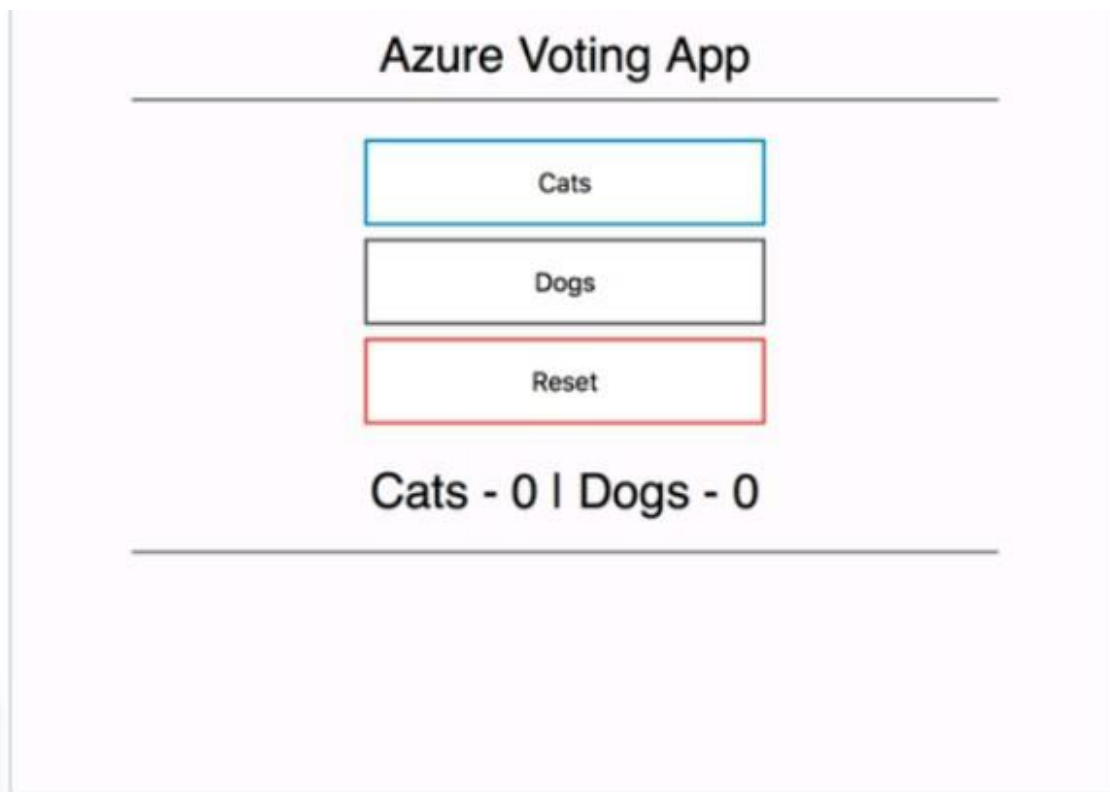 Azure Voting App
Cats
Dogs
Reset
Cats - 0 | Dogs - 0